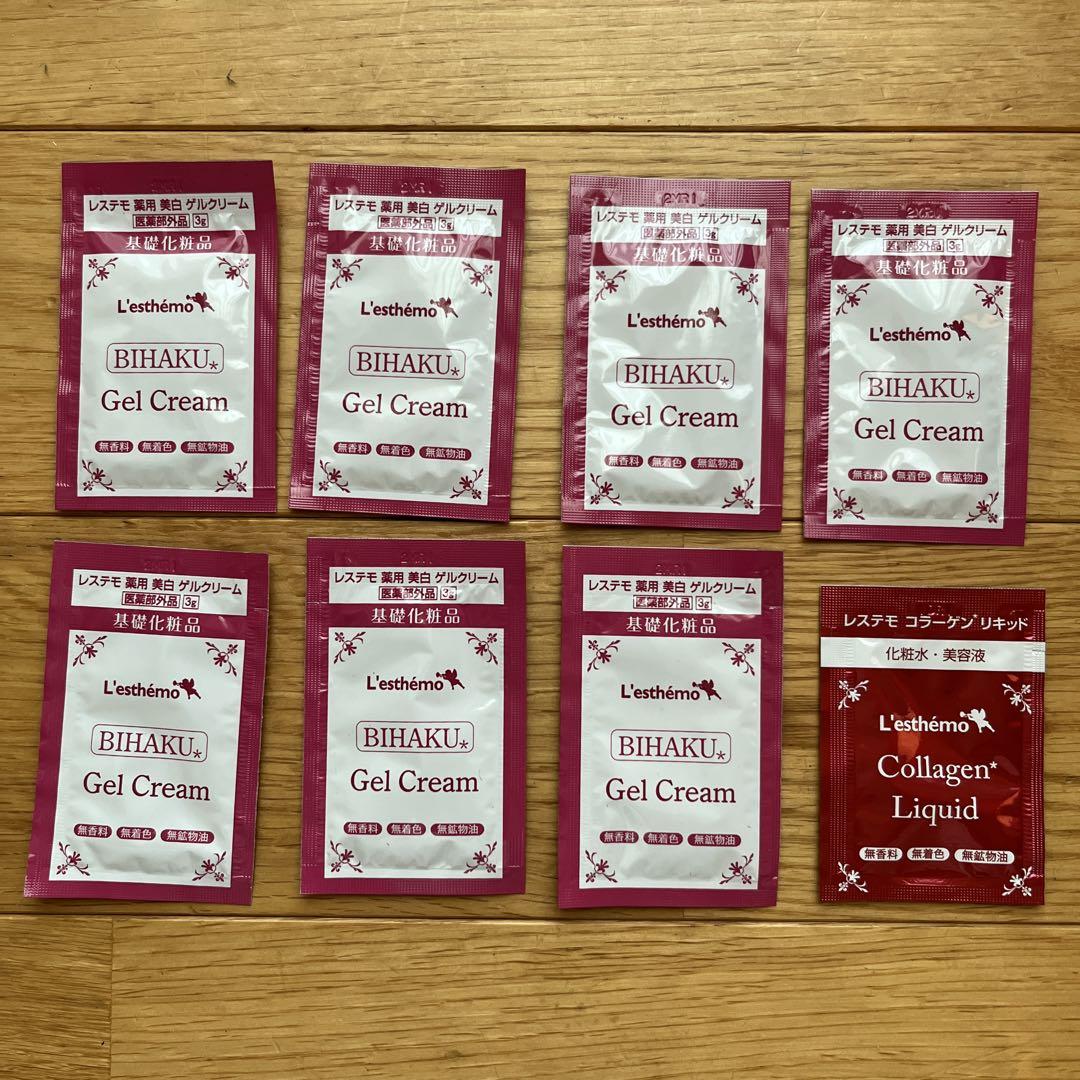 2XR1
レステモ 薬用 美白 ゲルクリーム
医薬部外品 3g
基礎化粧品
L'esthémo
BIHAKU*
Gel Cream
無香料 無着色 無鉱物油
2XR1
レステモ 薬用 美白 ゲルクリーム
医薬部外品 3g
基礎化粧品
L'esthémo
BIHAKU*
Gel Cream
無香料 無着色 無鉱物油
2XR1
レステモ 薬用 美白 ゲルクリーム
医薬部外品 3g
基礎化粧品
L'esthémo
BIHAKU*
Gel Cream
無香料 無着色 無鉱物油
2XR1
レステモ 薬用 美白 ゲルクリーム
医薬部外品 3g
基礎化粧品
L'esthémo
BIHAKU*
Gel Cream
無香料 無着色 無鉱物油
レステモ 薬用 美白 ゲルクリーム
医薬部外品 3g
基礎化粧品
L'esthémo
BIHAKU*
Gel Cream
無香料 無着色 無鉱物油
2XR1
レステモ 薬用 美白 ゲルクリーム
医薬部外品 3g
基礎化粧品
L'esthémo
BIHAKU*
Gel Cream
無香料 無着色 無鉱物油
レステモ 薬用 美白 ゲルクリーム
医薬部外品 3g
基礎化粧品
L'esthémo
BIHAKU*
Gel Cream
無香料 無着色 無鉱物油
レステモ コラーゲン*リキッド
化粧水・美容液
L'esthémo
Collagen*
Liquid
無香料 無着色 無鉱物油